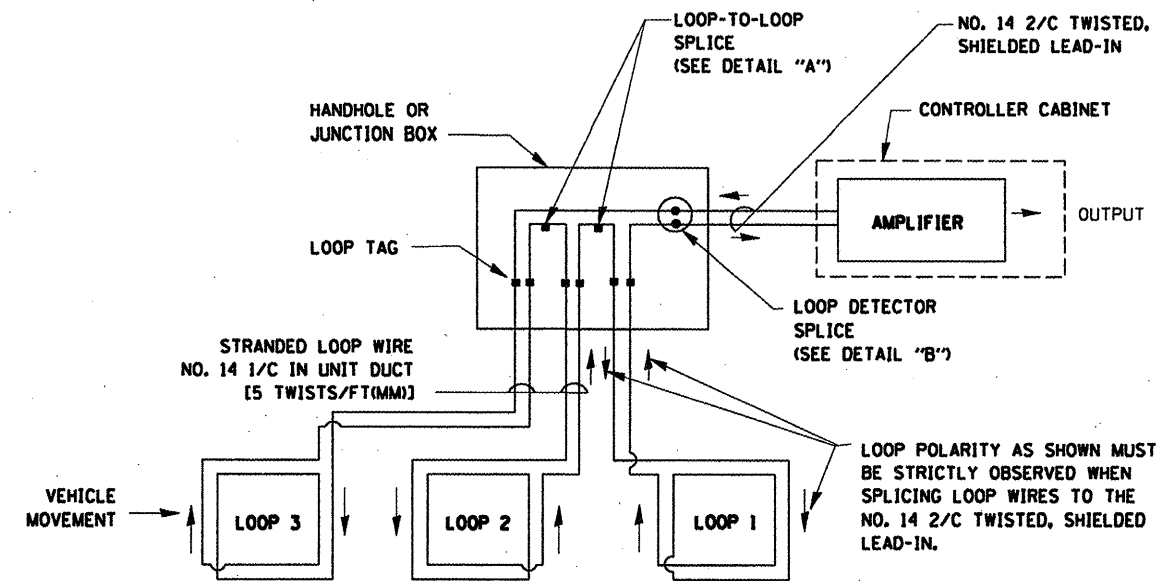 LOOP-TO-LOOP
SPLICE
(SEE DETAIL "A")
NO. 14 2/C TWISTED,
SHIELDED LEAD-IN
HANDHOLE OR
JUNCTION BOX
CONTROLLER CABINET
AMPLIFIER
OUTPUT
LOOP TAG
LOOP DETECTOR
SPLICE
(SEE DETAIL "B")
STRANDED LOOP WIRE
NO. 14 1/C IN UNIT DUCT
[5 TWISTS/FT(MM)]
LOOP POLARITY AS SHOWN MUST
BE STRICTLY OBSERVED WHEN
SPLICING LOOP WIRES TO THE
NO. 14 2/C TWISTED, SHIELDED
LEAD-IN.
VEHICLE
MOVEMENT
LOOP 3
LOOP 2
LOOP 1